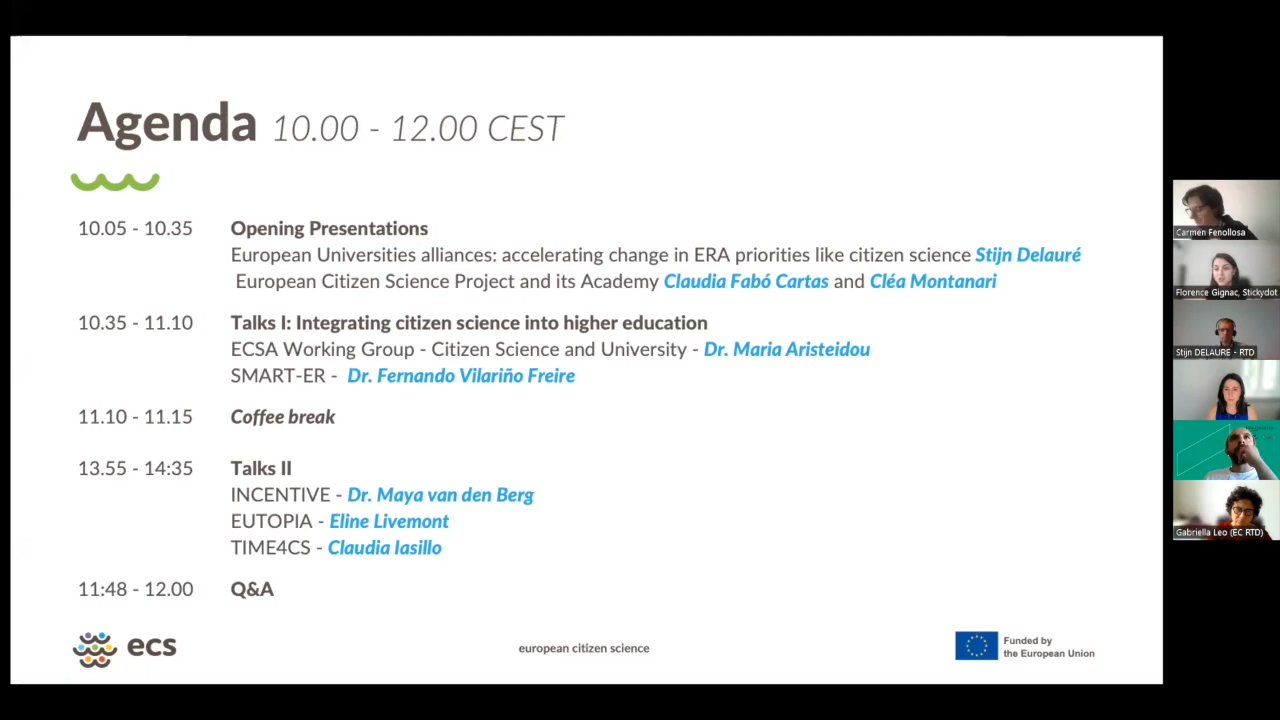 Agenda 10.00 - 12.00 CEST
10.05 - 10.35 Opening Presentations
European Universities alliances: accelerating change in ERA priorities like citizen science Stijn Delauré
European Citizen Science Project and its Academy Claudia Fabó Cartas and Cléa Montanari
10.35 - 11.10 Talks I: Integrating citizen science into higher education
ECSA Working Group - Citizen Science and University - Dr. Maria Aristeidou
SMART-ER - Dr. Fernando Vilariño Freire
11.10 - 11.15 Coffee break
13.55 - 14:35 Talks II
INCENTIVE - Dr. Maya van den Berg
EUTOPIA - Eline Livemont
TIME4CS - Claudia Iasillo
11:48 - 12.00 Q&A
ecs
european citizen science
Funded by
the European Union
Carmen Fenollosa
Florence Gignac, Stickydot
Stijn DELAURE - RTD
Gabriella Leo (EC RTD)